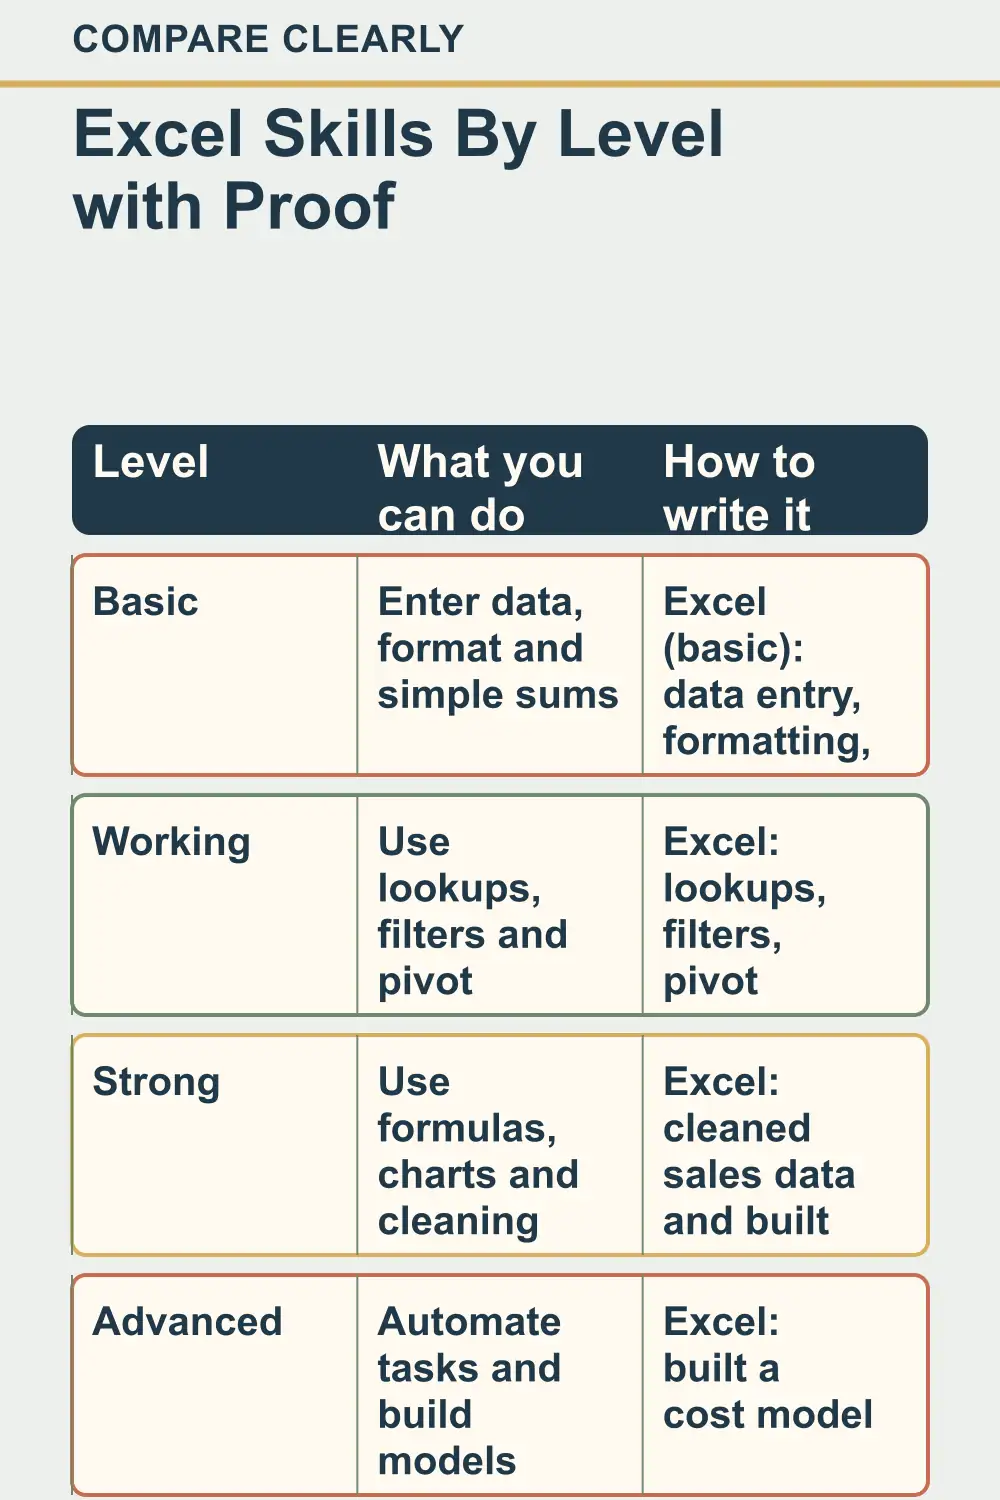 COMPARE CLEARLY
Excel Skills By Level
with Proof
Level
What you
can do
How to
write it
Basic
Enter data,
format and
simple sums
Excel
(basic):
data entry,
formatting,
Working
Use
lookups,
filters and
pivot
Excel:
lookups,
filters,
pivot
Strong
Use
formulas,
charts and
cleaning
Excel:
cleaned
sales data
and built
Advanced
Automate
tasks and
build
models
Excel:
built a
cost model